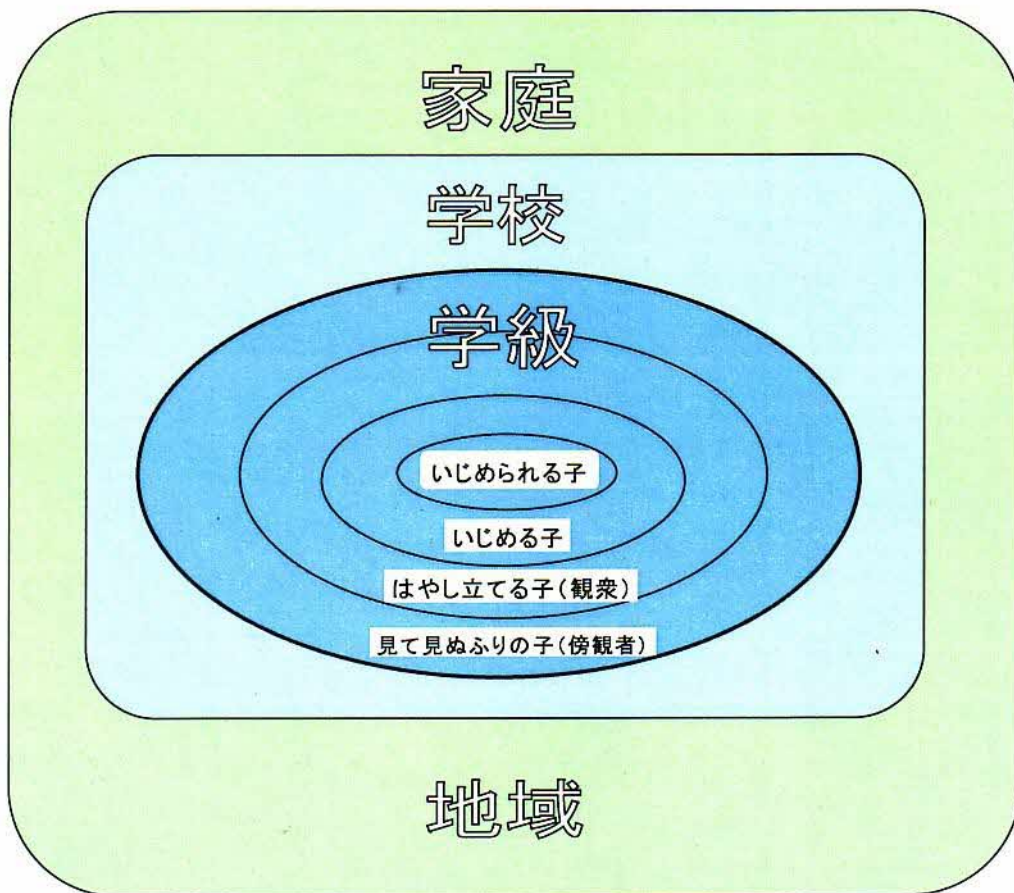 家庭
学校
学級
いじめられる子
いじめる子
はやし立てる子(観衆)
見て見ぬふりの子(傍観者)
地域